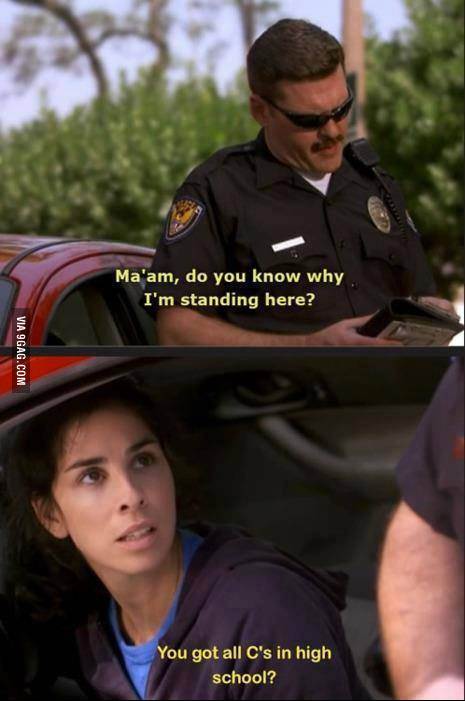 Ma'am, do you know why
I'm standing here?
VIA 9GAG.COM
You got all C's in high
school?